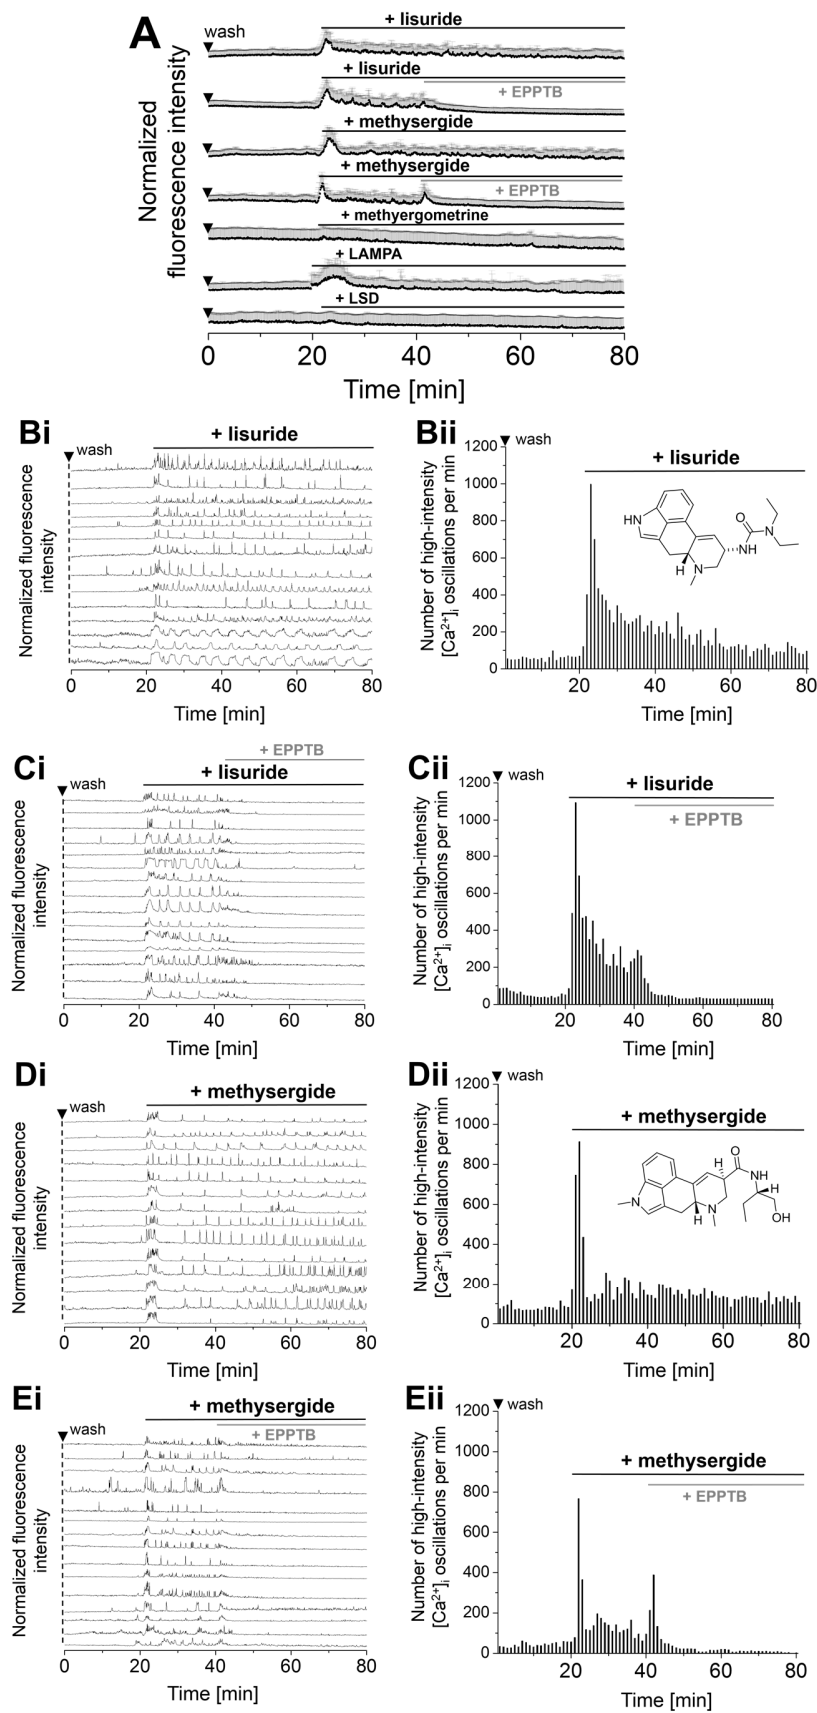 A
wash
+ lisuride
+ lisuride
+ EPPTB
+ methysergide
+ methysergide
+ EPPTB
+ methyergometrine
+ LAMPA
+ LSD
Normalized
fluorescence intensity
0 20 40 60 80
Time [min]
Bi
wash
+ lisuride
Normalized fluorescence
intensity
0 20 40 60 80
Time [min]
Bii
wash
+ lisuride
Number of high-intensity
[Ca2+]i oscillations per min
1200
1000
800
600
400
200
0
HN
H
N
NH
O
N
20 40 60 80
Time [min]
Ci
wash
+ EPPTB
+ lisuride
Normalized fluorescence
intensity
0 20 40 60 80
Time [min]
Cii
wash
+ lisuride
+ EPPTB
Number of high-intensity
[Ca2+]i oscillations per min
1200
1000
800
600
400
200
0
20 40 60 80
Time [min]
Di
wash
+ methysergide
Normalized fluorescence
intensity
0 20 40 60 80
Time [min]
Dii
wash
+ methysergide
Number of high-intensity
[Ca2+]i oscillations per min
1200
1000
800
600
400
200
0
N
H
N
H
O
NH
H
OH
20 40 60 80
Time [min]
Ei
wash
+ methysergide
+ EPPTB
Normalized fluorescence
intensity
0 20 40 60 80
Time [min]
Eii
wash
+ methysergide
+ EPPTB
Number of high-intensity
[Ca2+]i oscillations per min
1200
1000
800
600
400
200
0
20 40 60 80
Time [min]